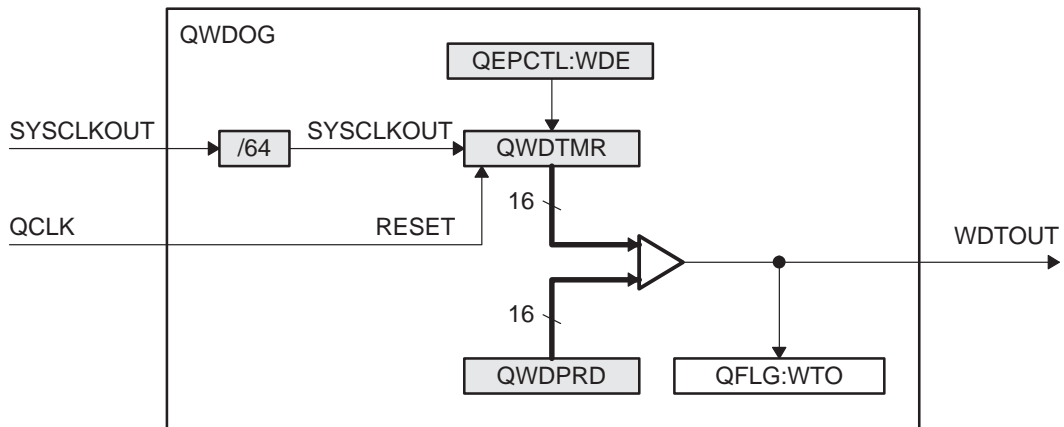 QWDOG
QEPCTL:WDE
SYSCLKOUT
/64
SYSCLKOUT
QWDTMR
16
QCLK
RESET
WDTOUT
16
QWDPRD
QFLG:WTO